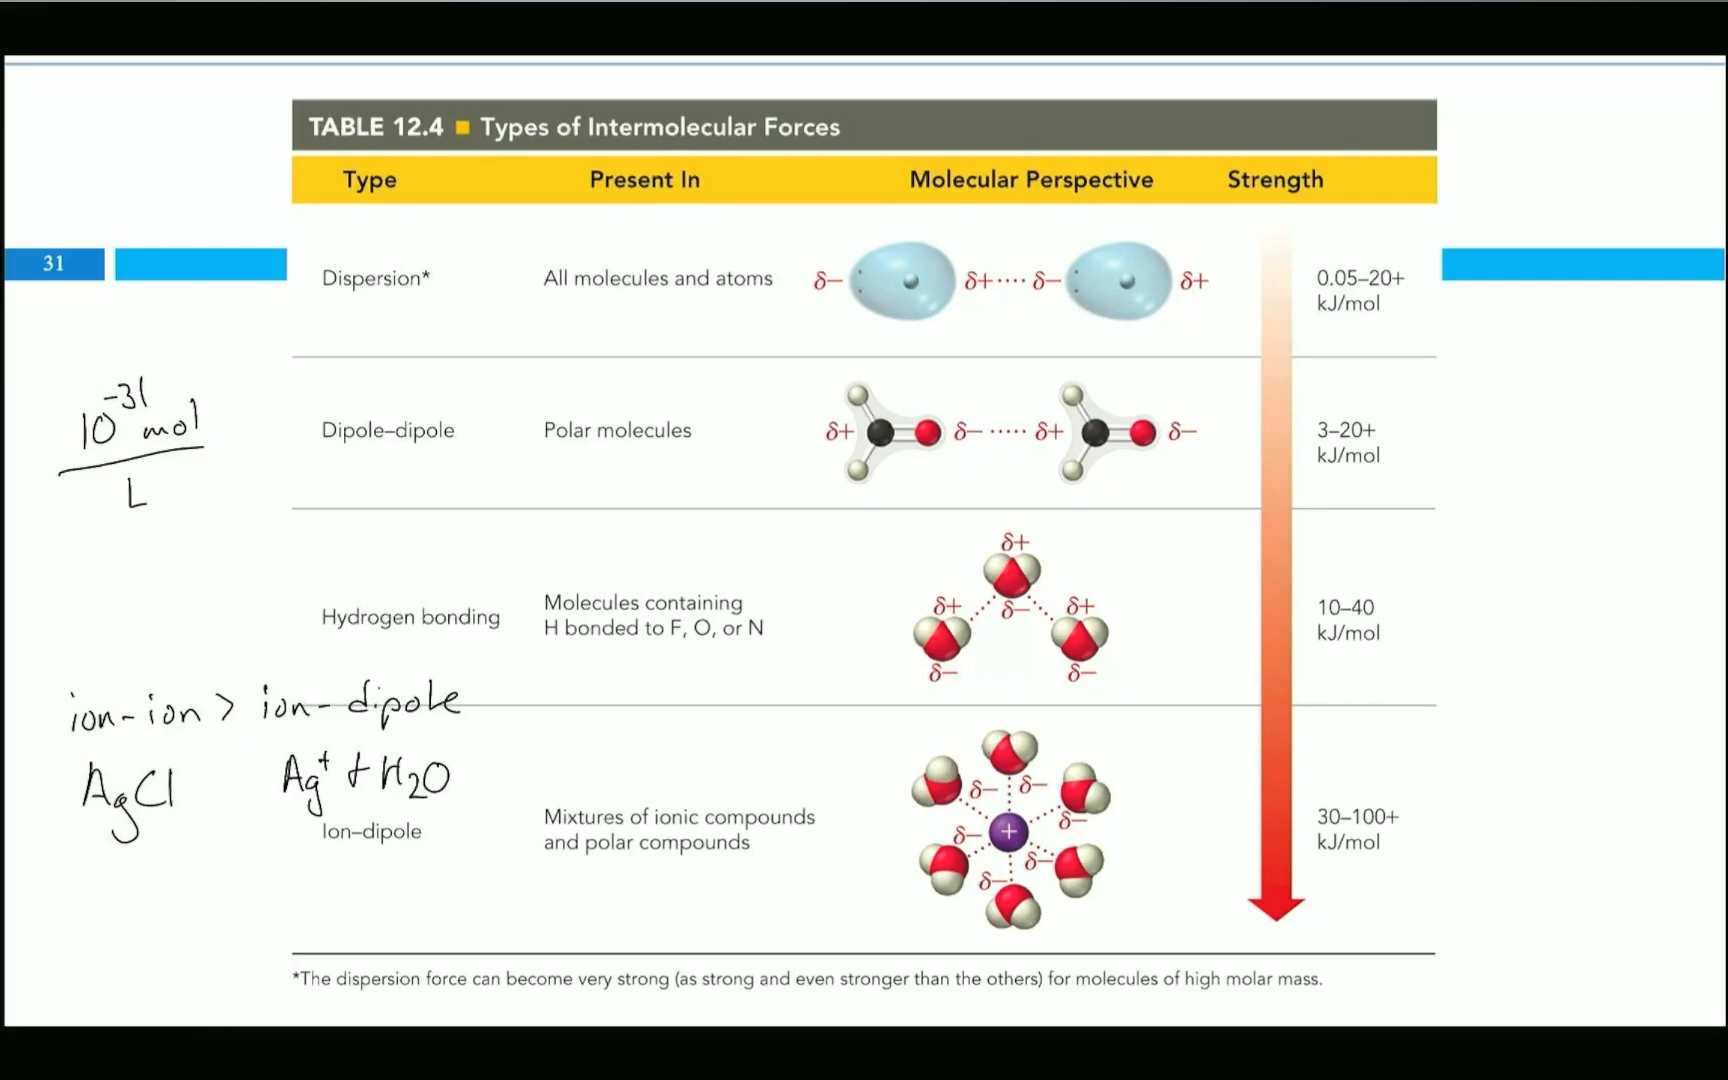 TABLE 12.4 ■ Types of Intermolecular Forces
Type Present In Molecular Perspective Strength
31
Dispersion* All molecules and atoms δ− δ+ ···· δ− δ+ 0.05–20+
kJ/mol
10⁻³¹ mol
L
Dipole–dipole Polar molecules δ+ δ− ····· δ+ δ− 3–20+
kJ/mol
δ+
Hydrogen bonding Molecules containing
H bonded to F, O, or N
δ+ δ− δ+
δ− δ−
10–40
kJ/mol
ion-ion > ion-dipole
AgCl Ag⁺ + H₂O
Ion–dipole Mixtures of ionic compounds
and polar compounds
δ− δ−
δ− + δ−
δ− δ−
30–100+
kJ/mol
*The dispersion force can become very strong (as strong and even stronger than the others) for molecules of high molar mass.